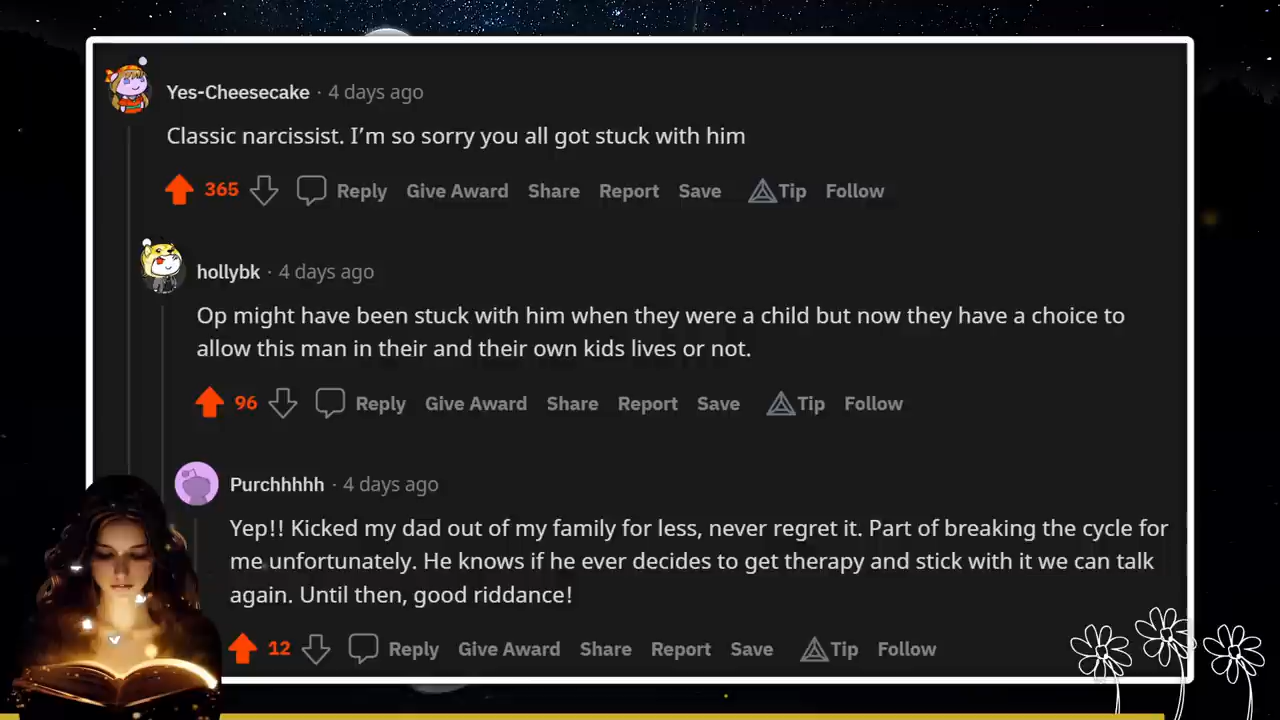 Yes-Cheesecake · 4 days ago
Classic narcissist. I’m so sorry you all got stuck with him
365 Reply Give Award Share Report Save Tip Follow
hollybk · 4 days ago
Op might have been stuck with him when they were a child but now they have a choice to
allow this man in their and their own kids lives or not.
96 Reply Give Award Share Report Save Tip Follow
Purchhhhh · 4 days ago
Yep!! Kicked my dad out of my family for less, never regret it. Part of breaking the cycle for
me unfortunately. He knows if he ever decides to get therapy and stick with it we can talk
again. Until then, good riddance!
12 Reply Give Award Share Report Save Tip Follow